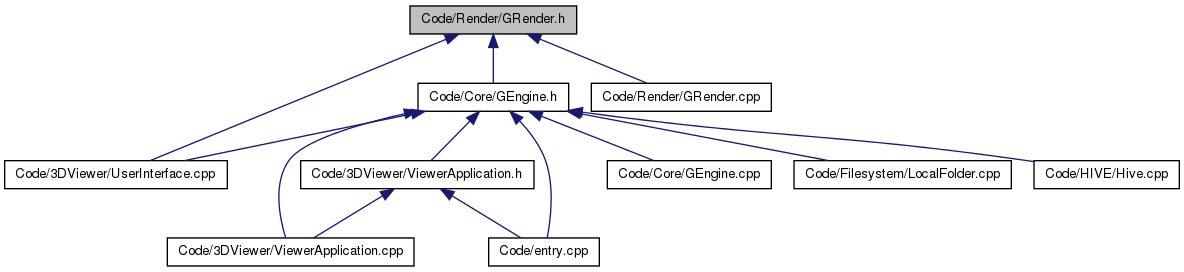 Code/Render/GRender.h
Code/Core/GEngine.h
Code/Render/GRender.cpp
Code/3DViewer/UserInterface.cpp
Code/3DViewer/ViewerApplication.h
Code/Core/GEngine.cpp
Code/Filesystem/LocalFolder.cpp
Code/HIVE/Hive.cpp
Code/3DViewer/ViewerApplication.cpp
Code/entry.cpp